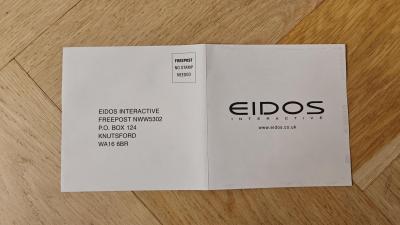 FREEPOST
NO STAMP
NEEDED
EIDOS INTERACTIVE
FREEPOST NWW5302
P.O. BOX 124
KNUTSFORD
WA16 6BR
EIDOS
INTERACTIVE
www.eidos.co.uk